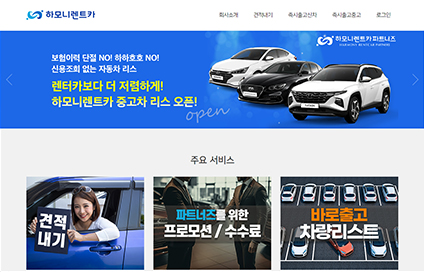 하모니렌트카
회사소개 견적내기 즉시출고신차 즉시출고중고 로그인
하모니렌트카 파트너즈
HARMONY RENTCAR PARTNERS
보험이력 단절 NO! 하하호호 NO!
신용조회 없는 자동차 리스
렌터카보다 더 저렴하게!
하모니렌트카 중고차 리스 오픈!
open
주요 서비스
견적
내기
파트너즈를 위한
프로모션 / 수수료
바로출고
차량리스트